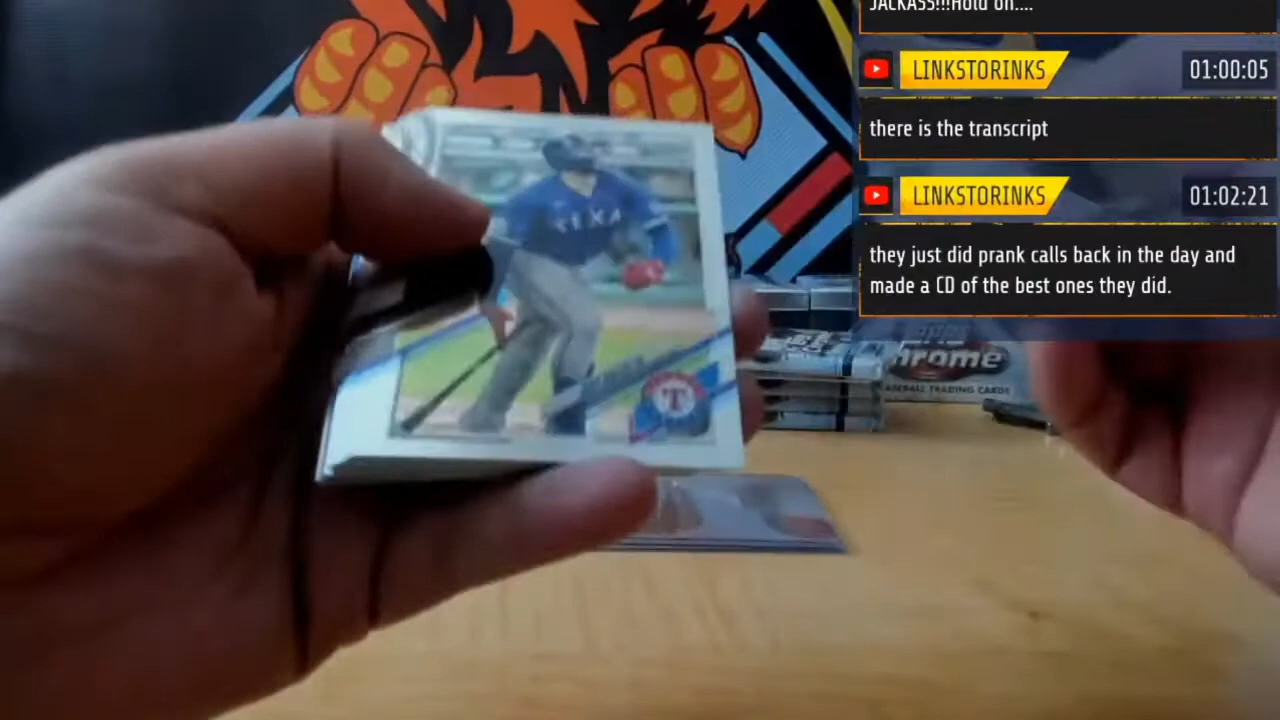 JACKASS!!!Hold on....
LINKSTORINKS
01:00:05
there is the transcript
LINKSTORINKS
01:02:21
they just did prank calls back in the day and
made a CD of the best ones they did.
TEXA
T
chrome
BASEBALL TRADING CARDS